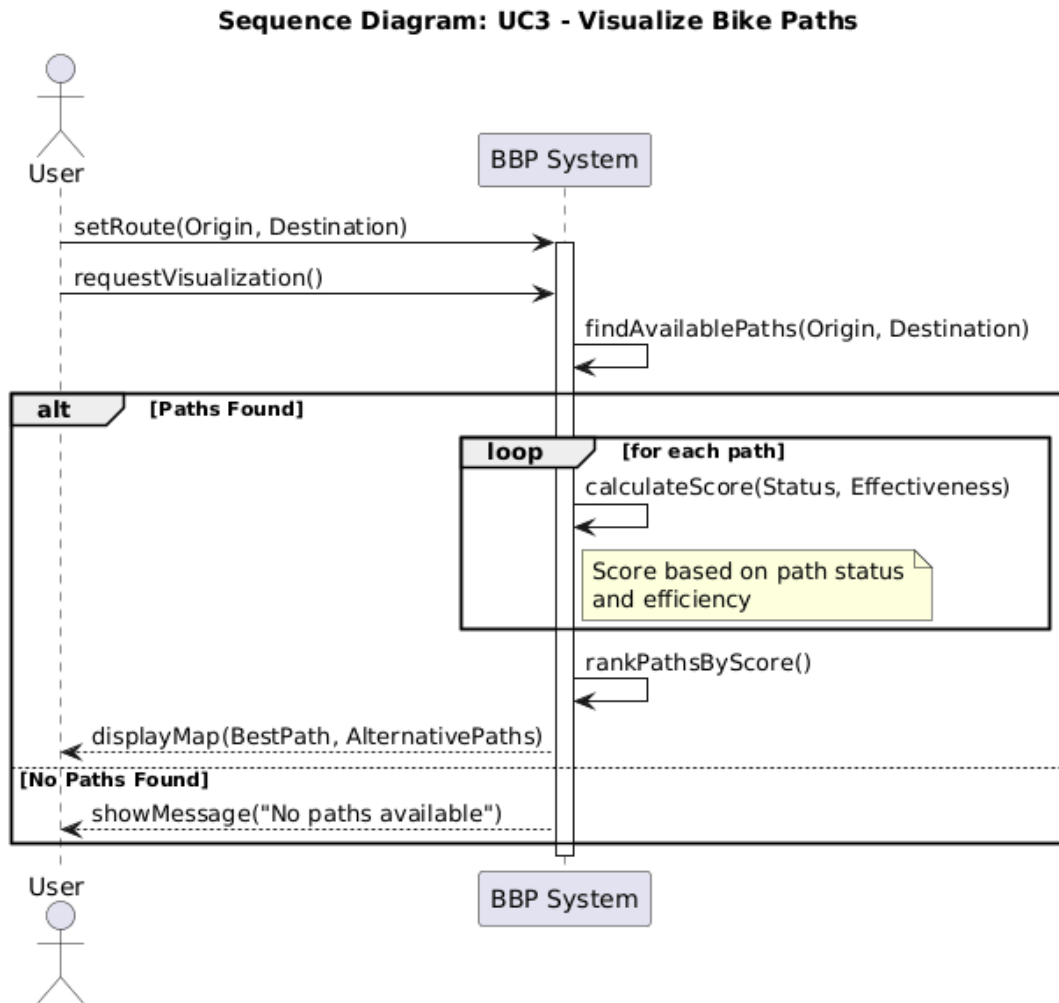 Sequence Diagram: UC3 - Visualize Bike Paths
User
BBP System
setRoute(Origin, Destination)
requestVisualization()
findAvailablePaths(Origin, Destination)
alt
[Paths Found]
loop
[for each path]
calculateScore(Status, Effectiveness)
Score based on path status
and efficiency
rankPathsByScore()
displayMap(BestPath, AlternativePaths)
[No Paths Found]
showMessage("No paths available")
User
BBP System